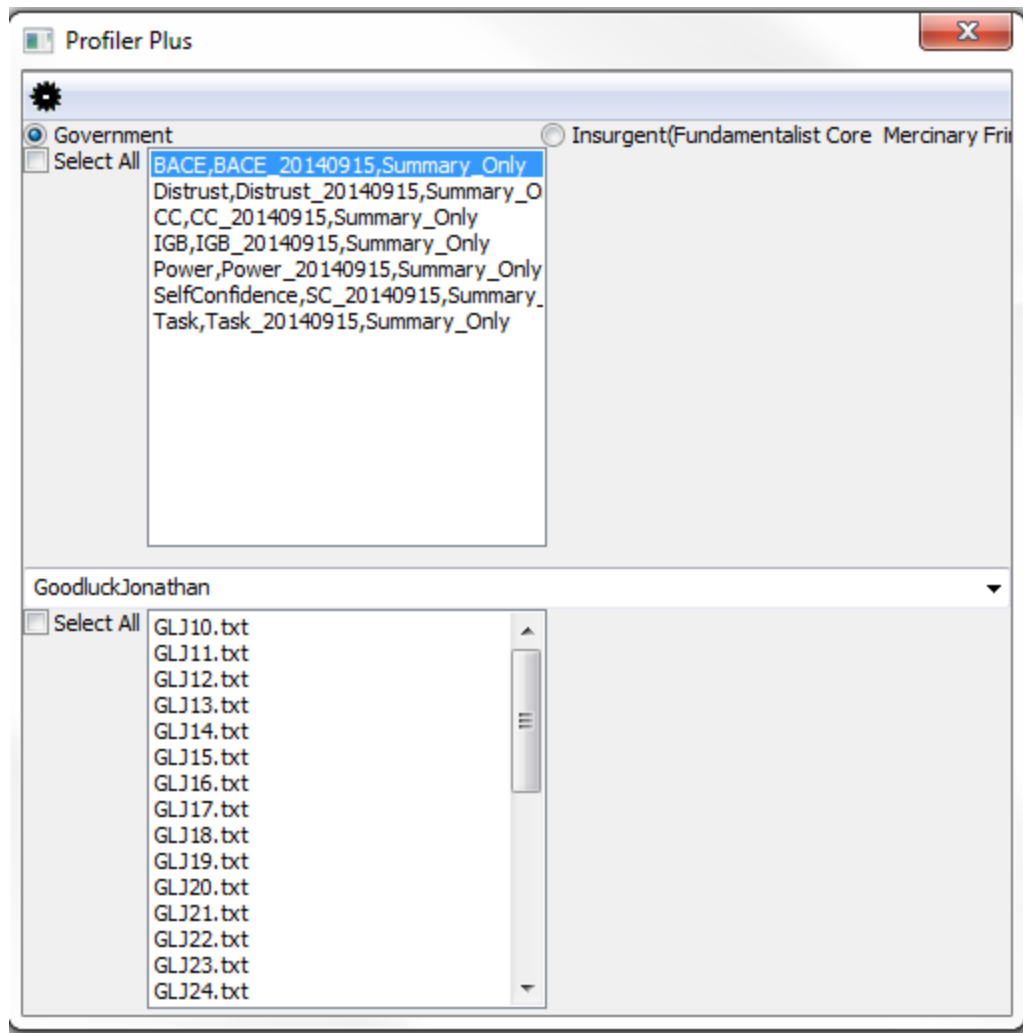 Profiler Plus
Government
Insurgent(Fundamentalist Core Mercinary Fri
Select All
BACE,BACE_20140915,Summary_Only
Distrust,Distrust_20140915,Summary_O
CC,CC_20140915,Summary_Only
IGB,IGB_20140915,Summary_Only
Power,Power_20140915,Summary_Only
SelfConfidence,SC_20140915,Summary_
Task,Task_20140915,Summary_Only
GoodluckJonathan
Select All
GLJ10.txt
GLJ11.txt
GLJ12.txt
GLJ13.txt
GLJ14.txt
GLJ15.txt
GLJ16.txt
GLJ17.txt
GLJ18.txt
GLJ19.txt
GLJ20.txt
GLJ21.txt
GLJ22.txt
GLJ23.txt
GLJ24.txt